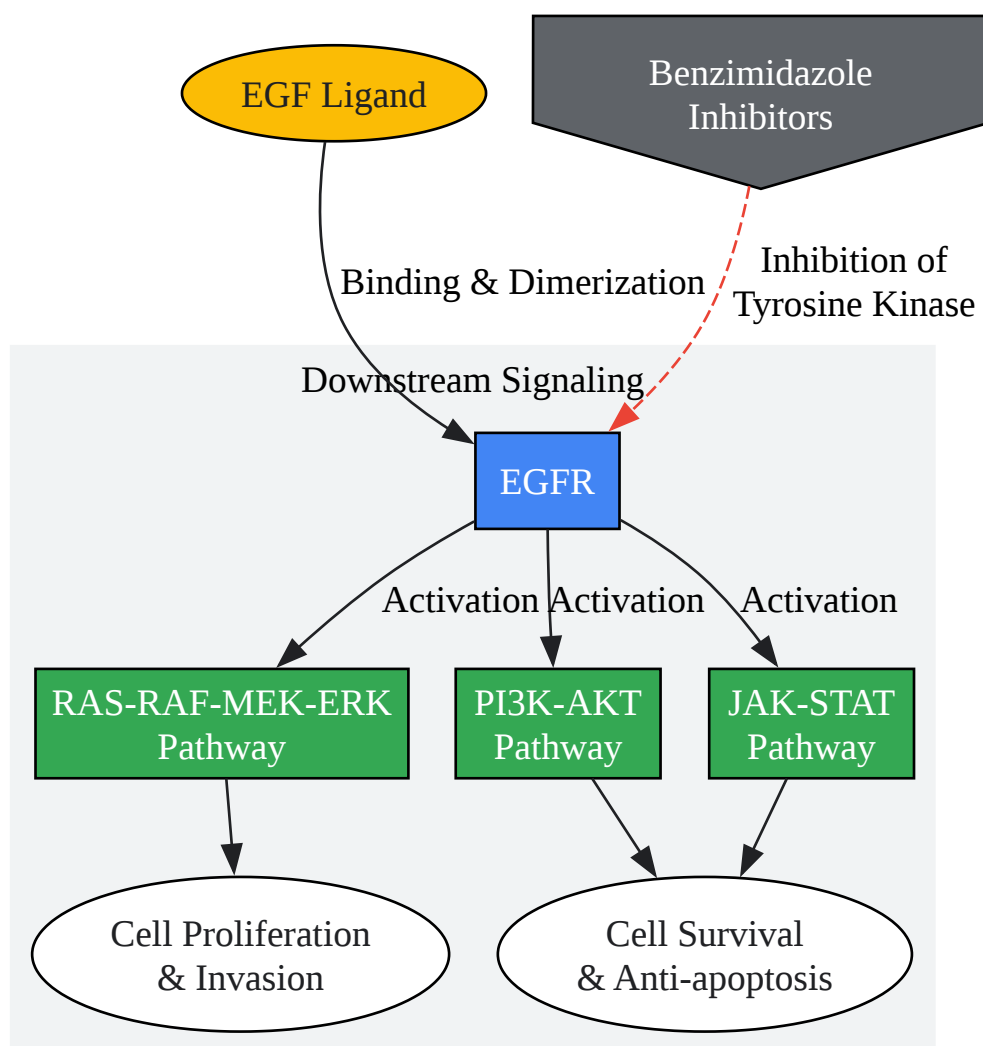 EGF Ligand
Benzimidazole
Inhibitors
Binding & Dimerization
Inhibition of
Tyrosine Kinase
Downstream Signaling
EGFR
Activation
Activation
Activation
RAS-RAF-MEK-ERK
Pathway
PI3K-AKT
Pathway
JAK-STAT
Pathway
Cell Proliferation
& Invasion
Cell Survival
& Anti-apoptosis